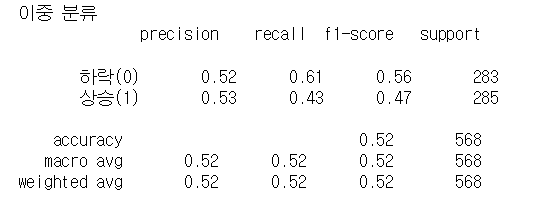 이중 분류
precision recall f1-score support
하락(0) 0.52 0.61 0.56 283
상승(1) 0.53 0.43 0.47 285
accuracy 0.52 568
macro avg 0.52 0.52 0.52 568
weighted avg 0.52 0.52 0.52 568